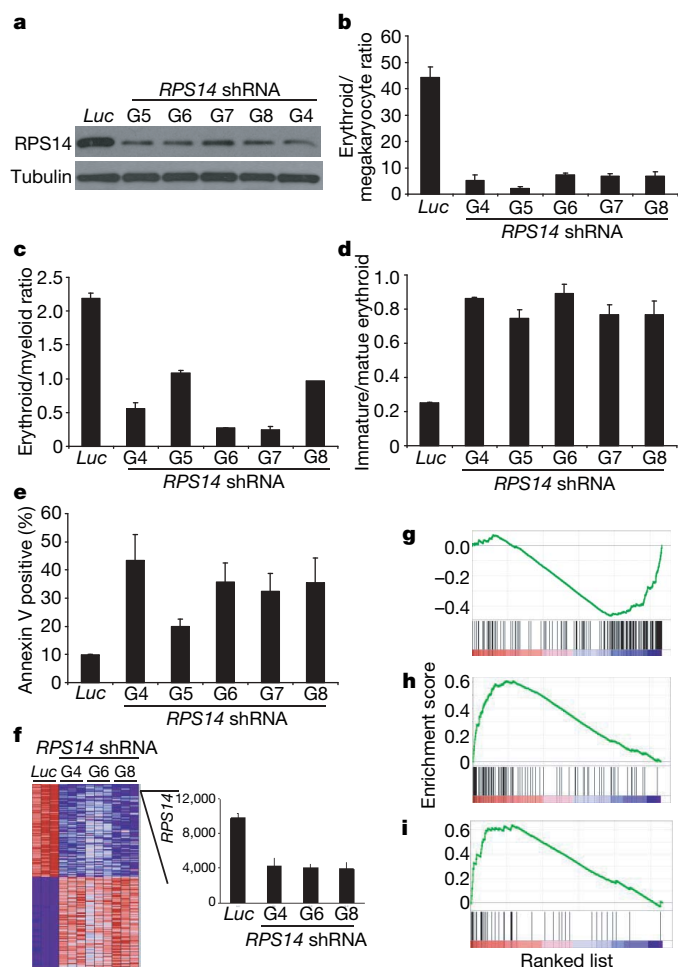 a
RPS14 shRNA
Luc G5 G6 G7 G8 G4
RPS14
Tubulin
b
Erythroid/
megakaryocyte ratio
60
50
40
30
20
10
0
Luc G4 G5 G6 G7 G8
RPS14 shRNA
c
Erythroid/myeloid ratio
2.5
2.0
1.5
1.0
0.5
0
Luc G4 G5 G6 G7 G8
RPS14 shRNA
d
Immature/matue erythroid
1.0
0.8
0.6
0.4
0.2
0
Luc G4 G5 G6 G7 G8
RPS14 shRNA
e
Annexin V positive (%)
60
50
40
30
20
10
0
Luc G4 G5 G6 G7 G8
RPS14 shRNA
f
RPS14 shRNA
Luc G4 G6 G8
RPS14
12,000
8,000
4,000
0
Luc G4 G6 G8
RPS14 shRNA
g
0.0
−0.2
−0.4
h
Enrichment score
0.6
0.4
0.2
0
i
0.6
0.4
0.2
0
Ranked list